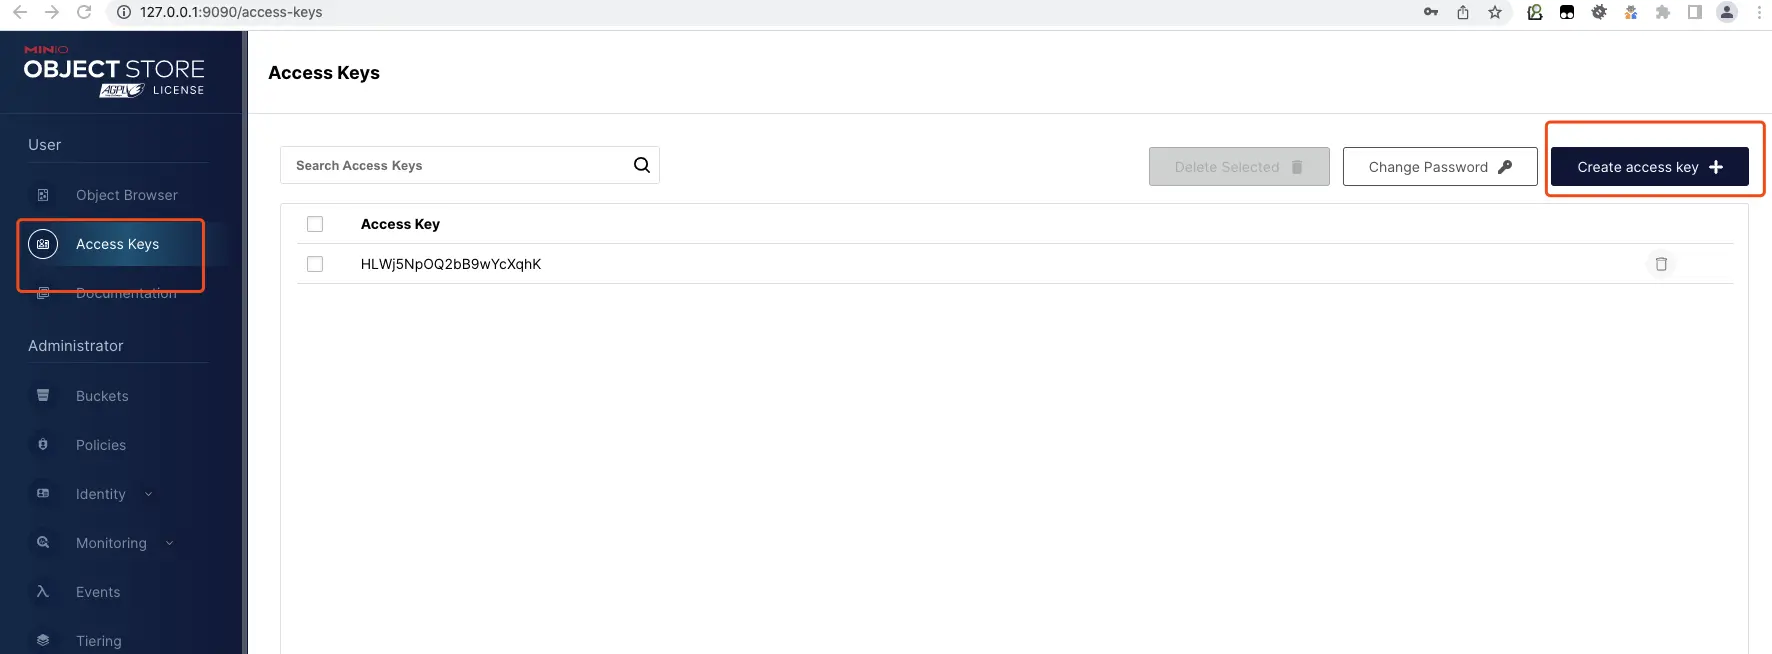 127.0.0.1:9090/access-keys
MINIO
OBJECT STORE
AGPLv3 LICENSE
Access Keys
User
Search Access Keys
Delete Selected
Change Password
Create access key
Object Browser
Access Key
Access Keys
HLWj5NpOQ2bB9wYcXqhK
Documentation
Administrator
Buckets
Policies
Identity
Monitoring
Events
Tiering